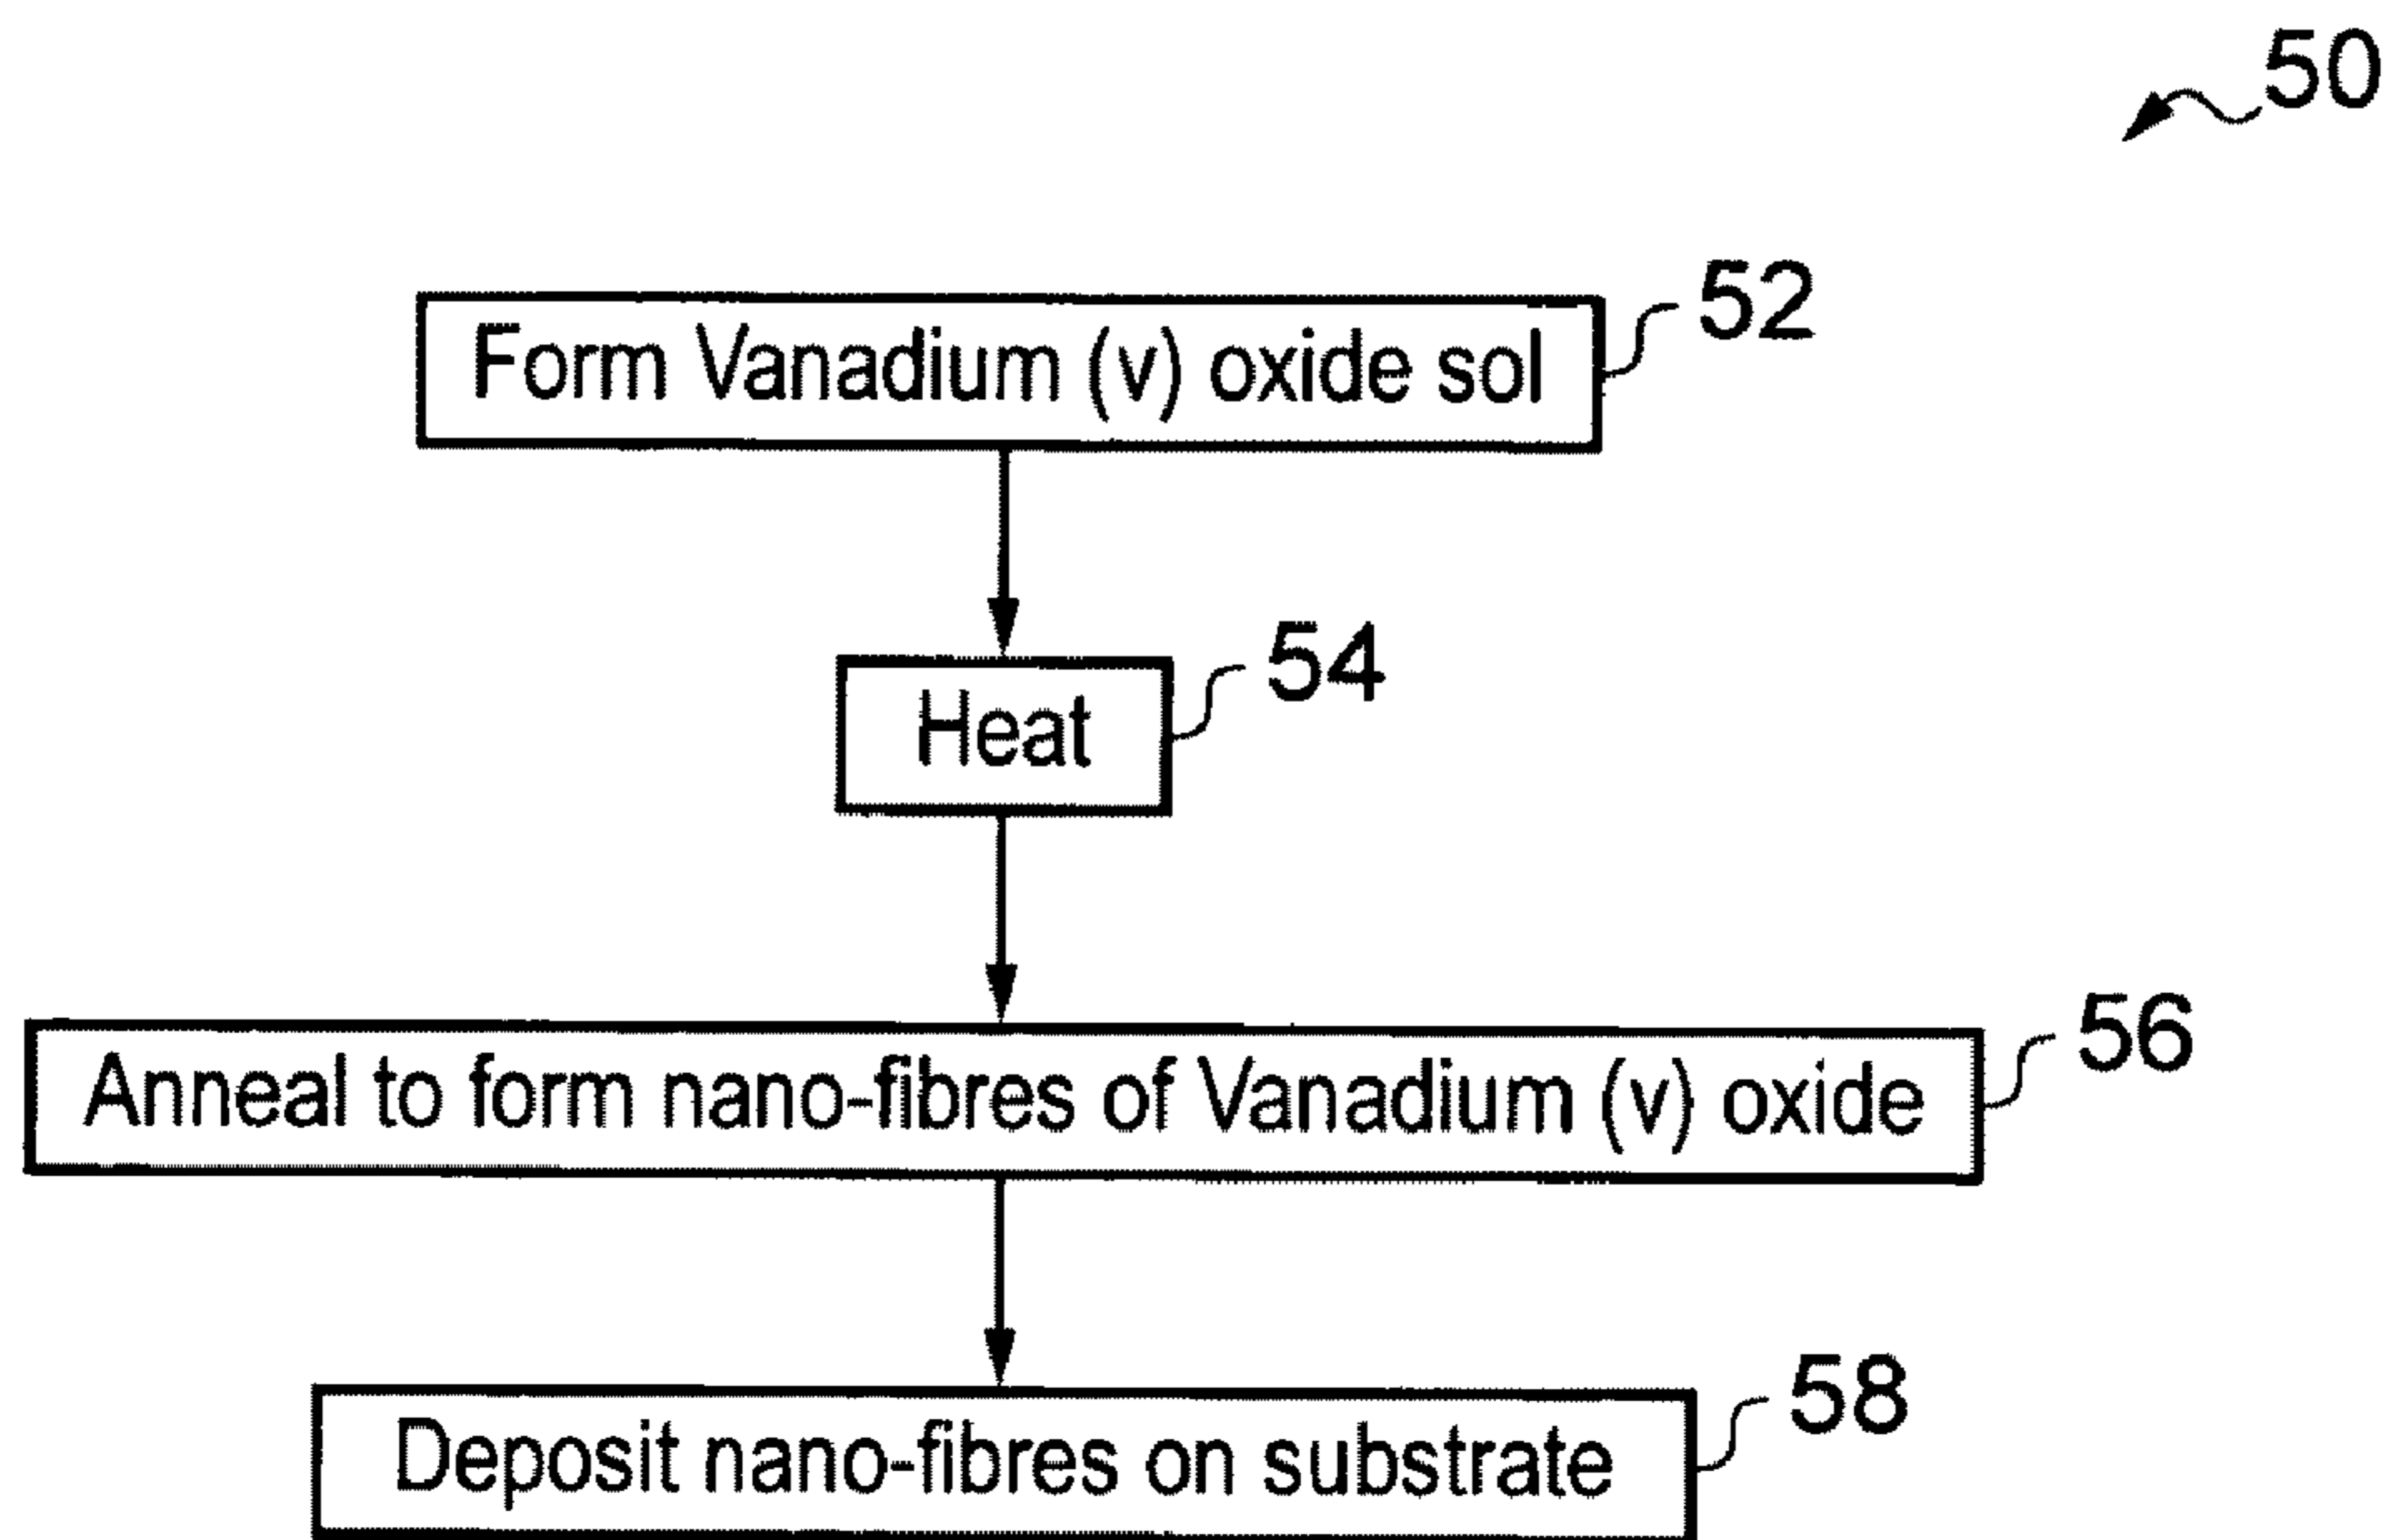 50
Form Vanadium (v) oxide sol 52
Heat 54
Anneal to form nano-fibres of Vanadium (v) oxide 56
Deposit nano-fibres on substrate 58